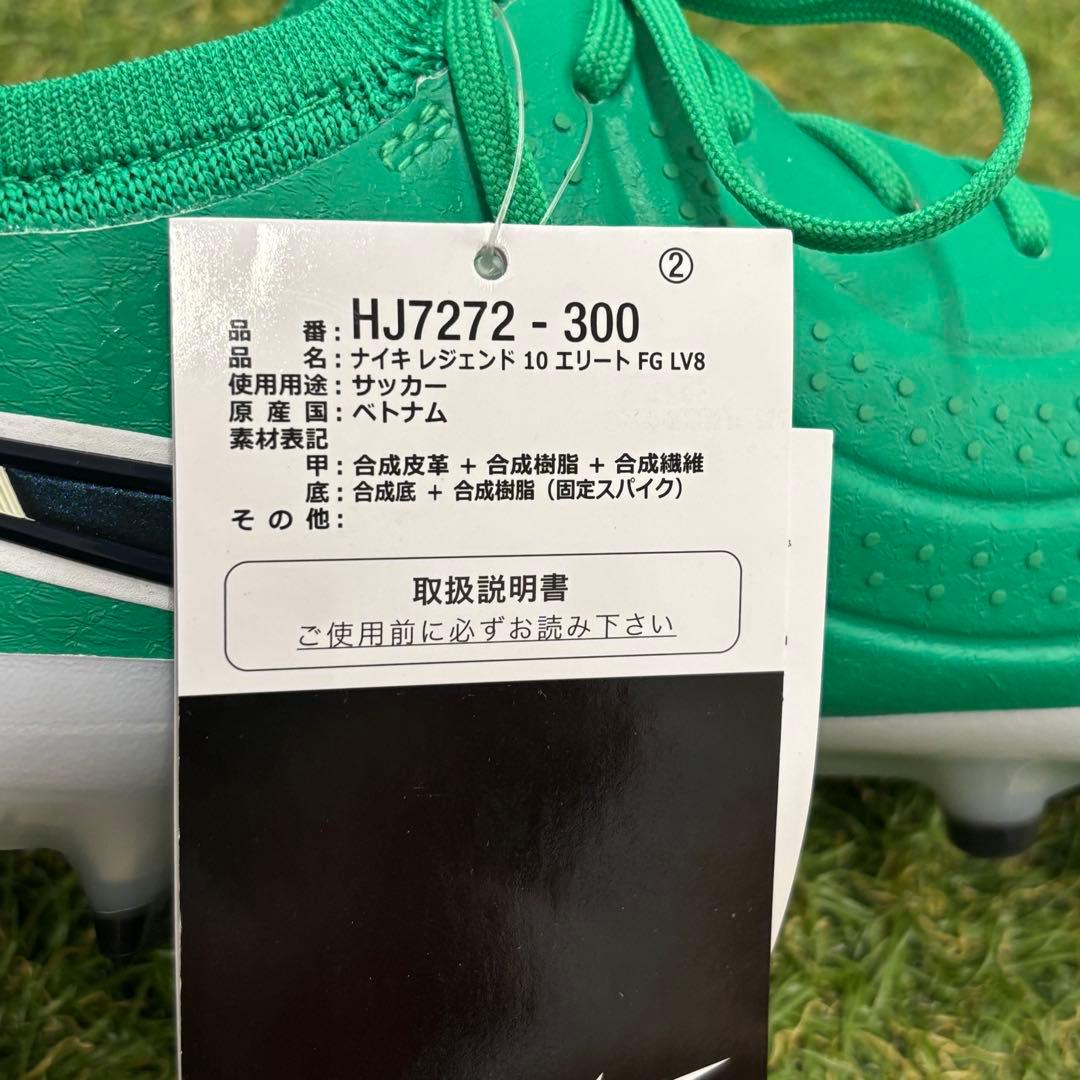 ②
品 番 : HJ7272 - 300
品 名 : ナイキ レジェンド 10 エリート FG LV8
使用用途 : サッカー
原 産 国 : ベトナム
素材表記
甲 : 合成皮革 + 合成樹脂 + 合成繊維
底 : 合成底 + 合成樹脂（固定スパイク）
そ の 他 :
取扱説明書
ご使用前に必ずお読み下さい